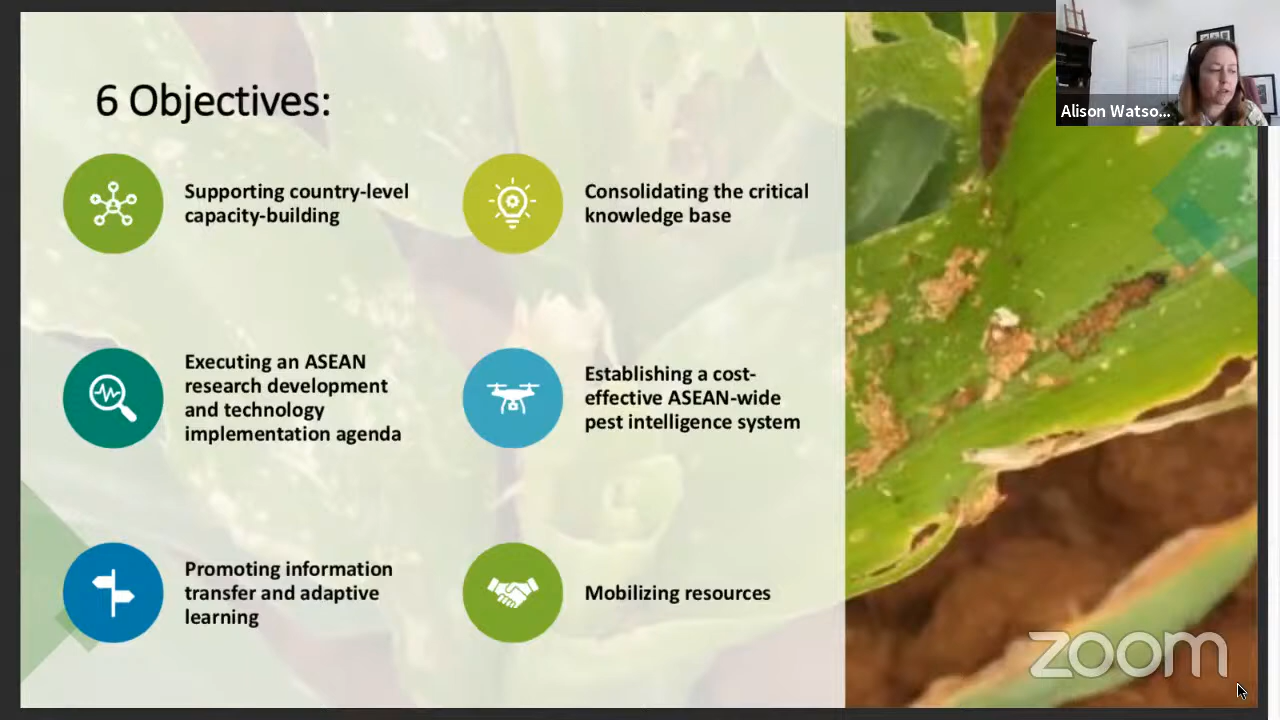 6 Objectives:
Supporting country-level
capacity-building
Consolidating the critical
knowledge base
Executing an ASEAN
research development
and technology
implementation agenda
Establishing a cost-
effective ASEAN-wide
pest intelligence system
Promoting information
transfer and adaptive
learning
Mobilizing resources
Alison Watso...
zoom